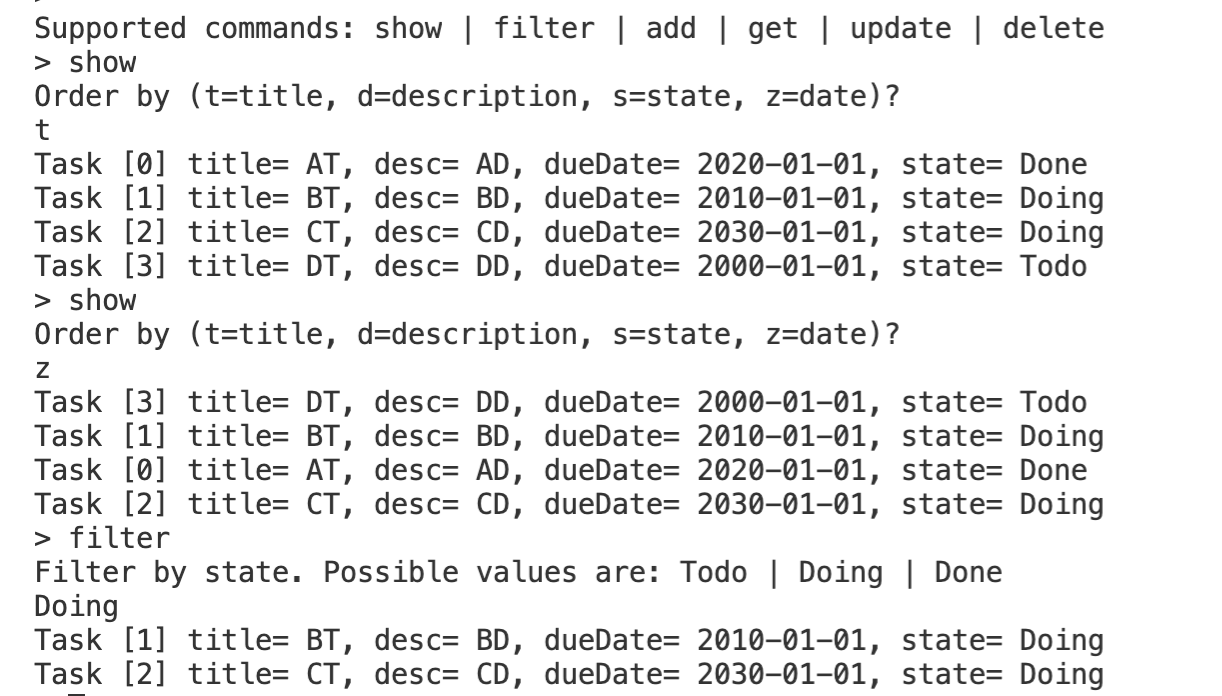 Supported commands: show | filter | add | get | update | delete
> show
Order by (t=title, d=description, s=state, z=date)?
t
Task [0] title= AT, desc= AD, dueDate= 2020-01-01, state= Done
Task [1] title= BT, desc= BD, dueDate= 2010-01-01, state= Doing
Task [2] title= CT, desc= CD, dueDate= 2030-01-01, state= Doing
Task [3] title= DT, desc= DD, dueDate= 2000-01-01, state= Todo
> show
Order by (t=title, d=description, s=state, z=date)?
z
Task [3] title= DT, desc= DD, dueDate= 2000-01-01, state= Todo
Task [1] title= BT, desc= BD, dueDate= 2010-01-01, state= Doing
Task [0] title= AT, desc= AD, dueDate= 2020-01-01, state= Done
Task [2] title= CT, desc= CD, dueDate= 2030-01-01, state= Doing
> filter
Filter by state. Possible values are: Todo | Doing | Done
Doing
Task [1] title= BT, desc= BD, dueDate= 2010-01-01, state= Doing
Task [2] title= CT, desc= CD, dueDate= 2030-01-01, state= Doing